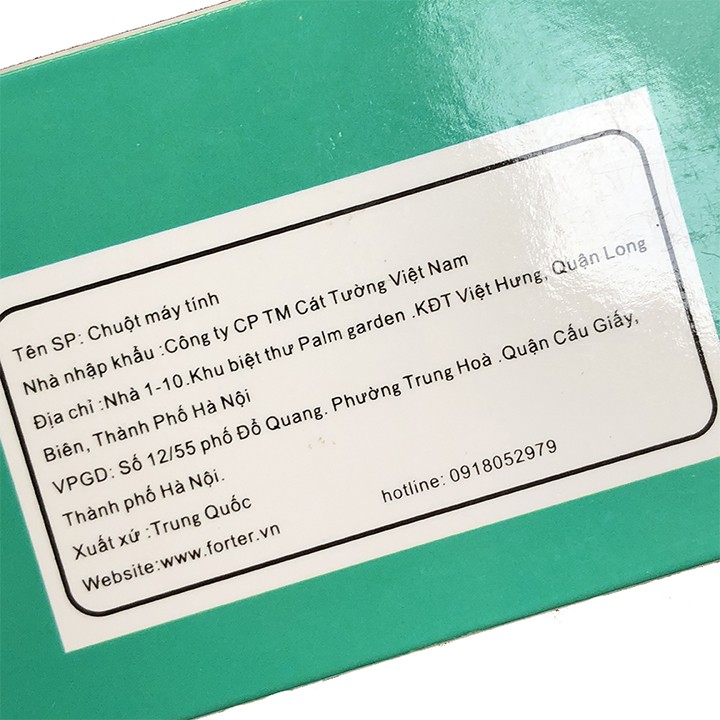 Tên SP: Chuột máy tính
Nhà nhập khẩu :Công ty CP TM Cát Tường Việt Nam
Địa chỉ :Nhà 1-10.Khu biệt thư Palm garden .KĐT Việt Hưng, Quận Long
Biên, Thành Phố Hà Nội
VPGD: Số 12/55 phố Đỗ Quang. Phường Trung Hoà .Quận Cấu Giấy,
Thành phố Hà Nội.
Xuất xứ :Trung Quốc
hotline: 0918052979
Website:www.forter.vn